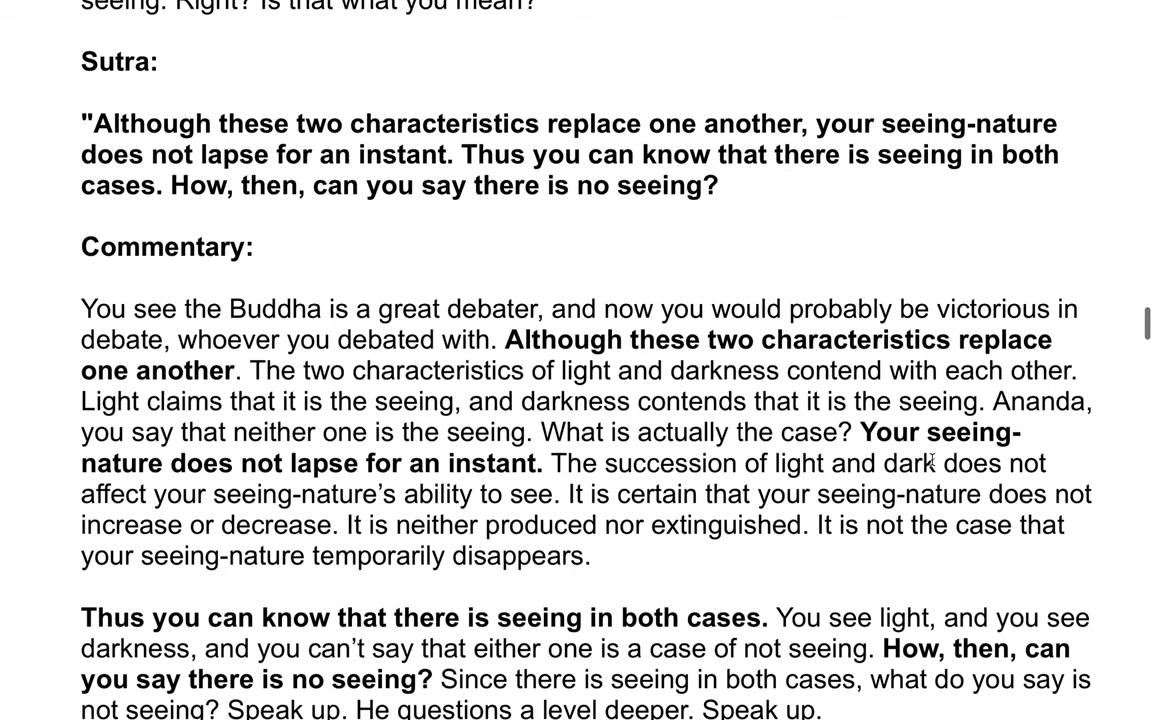 seeing. Right? Is that what you mean?
Sutra:
"Although these two characteristics replace one another, your seeing-nature
does not lapse for an instant. Thus you can know that there is seeing in both
cases. How, then, can you say there is no seeing?
Commentary:
You see the Buddha is a great debater, and now you would probably be victorious in
debate, whoever you debated with. Although these two characteristics replace
one another. The two characteristics of light and darkness contend with each other.
Light claims that it is the seeing, and darkness contends that it is the seeing. Ananda,
you say that neither one is the seeing. What is actually the case? Your seeing-
nature does not lapse for an instant. The succession of light and dark does not
affect your seeing-nature’s ability to see. It is certain that your seeing-nature does not
increase or decrease. It is neither produced nor extinguished. It is not the case that
your seeing-nature temporarily disappears.
Thus you can know that there is seeing in both cases. You see light, and you see
darkness, and you can’t say that either one is a case of not seeing. How, then, can
you say there is no seeing? Since there is seeing in both cases, what do you say is
not seeing? Speak up. He questions a level deeper. Speak up.